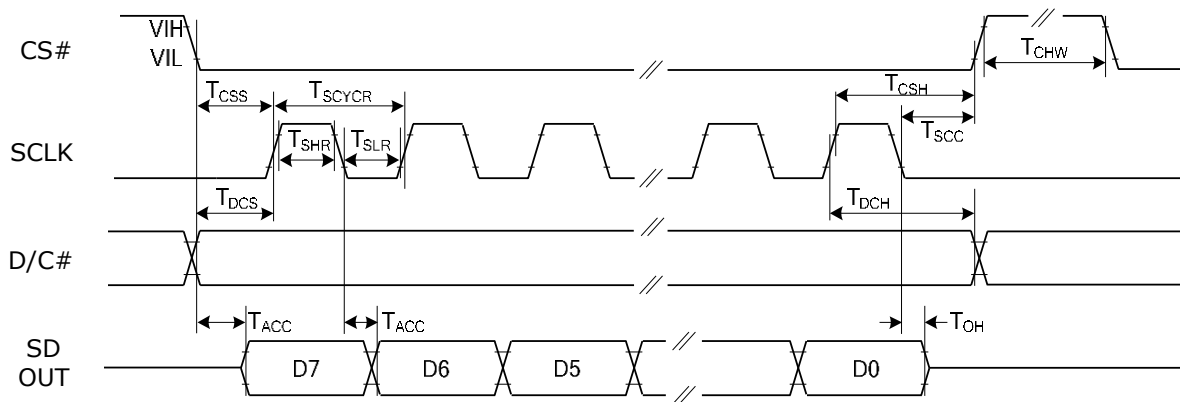 CS#
VIH
VIL
TCHW
TCSS
TSCYCR
TCSH
TSCC
SCLK
TSHR
TSLR
TDCS
TDCH
D/C#
TACC
TACC
TOH
SD
OUT
D7
D6
D5
D0